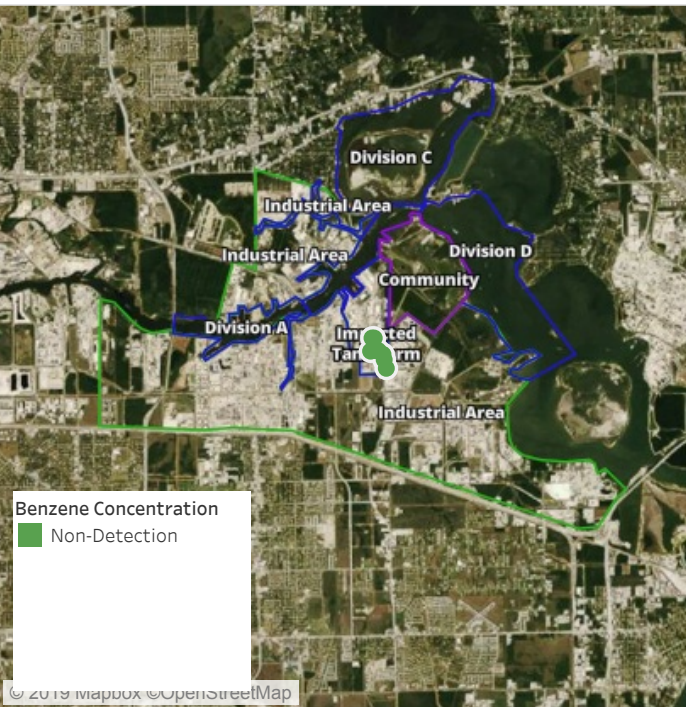 Division C
Industrial Area
Industrial Area
Division D
Community
Division A
Impacted
Tank Farm
Industrial Area
Benzene Concentration
Non-Detection
© 2019 Mapbox ©OpenStreetMap